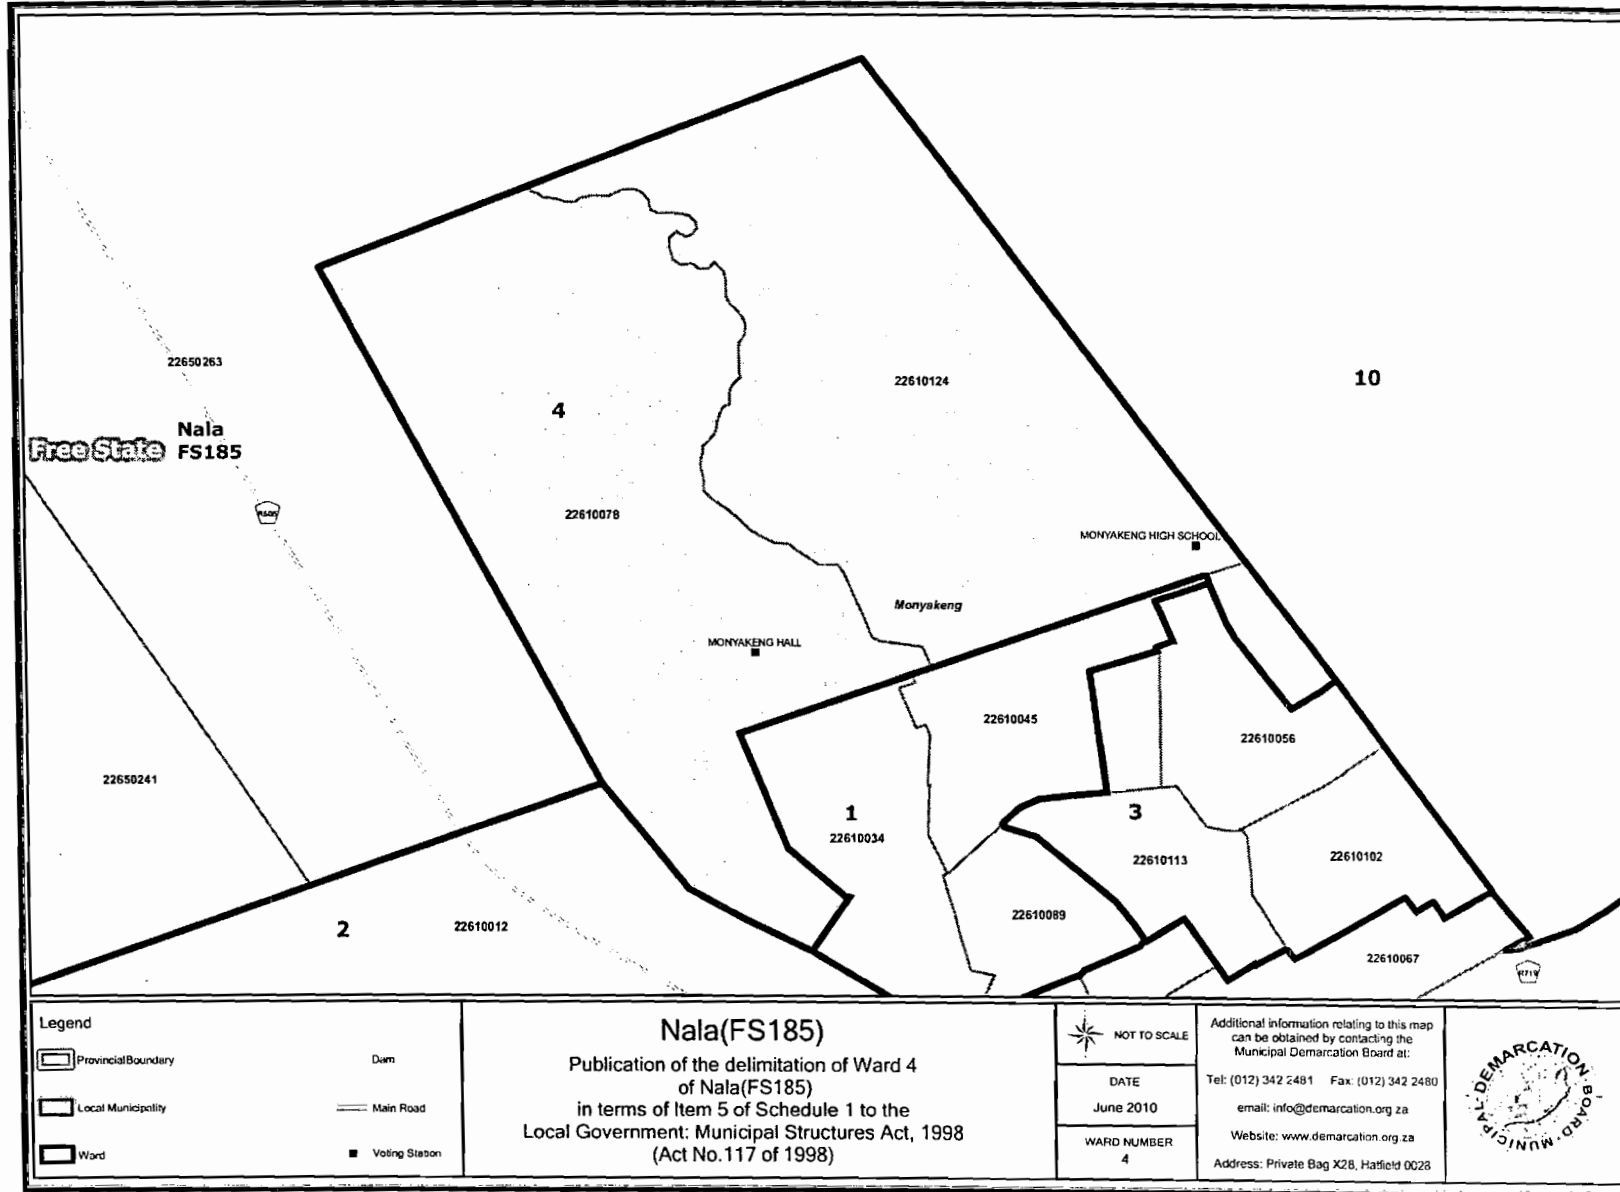 22650263
Nala
Free State FS185
R505
4
22610124
10
22610078
MONYAKENG HIGH SCHOOL
Monyakeng
MONYAKENG HALL
22610045
22610056
22650241
1
22610034
3
22610113
22610102
2
22610012
22610089
22610067
R719
Legend
Provincial Boundary
Dam
Local Municipality
Main Road
Ward
Voting Station
Nala(FS185)
Publication of the delimitation of Ward 4
of Nala(FS185)
in terms of Item 5 of Schedule 1 to the
Local Government: Municipal Structures Act, 1998
(Act No.117 of 1998)
NOT TO SCALE
DATE
June 2010
WARD NUMBER
4
Additional information relating to this map
can be obtained by contacting the
Municipal Demarcation Board at:
Tel: (012) 342 2481 Fax: (012) 342 2480
email: info@demarcation.org za
Website: www.demarcation.org.za
Address: Private Bag X28, Hatfield 0028
MUNICIPAL · DEMARCATION · BOARD